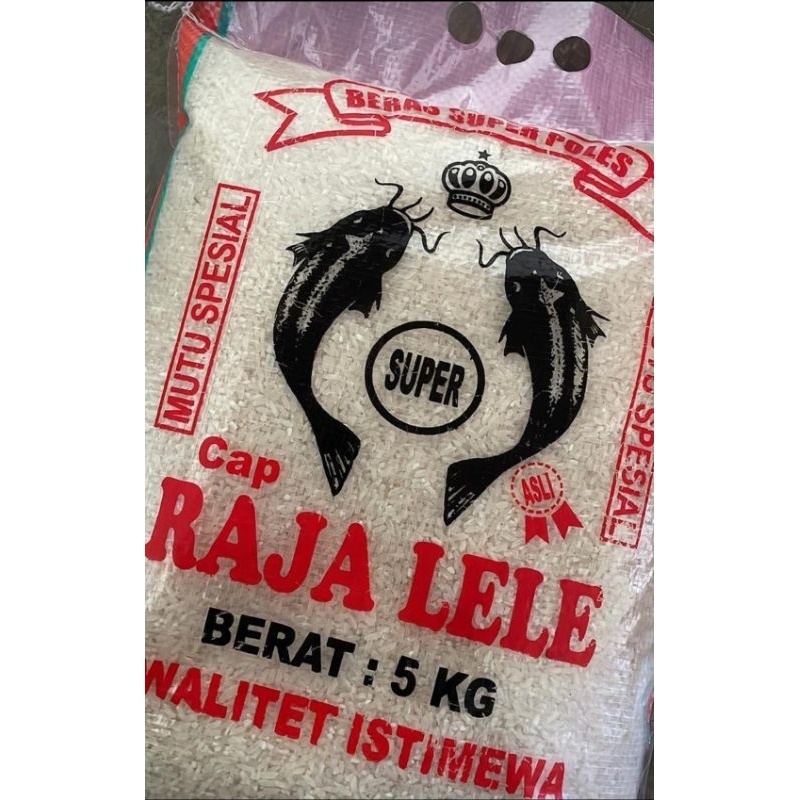 BERAS SUPER POLES
MUTU SPESIAL
SUPER
SPESIAL
Cap
ASLI
RAJA LELE
BERAT : 5 KG
WALITET ISTIMEWA